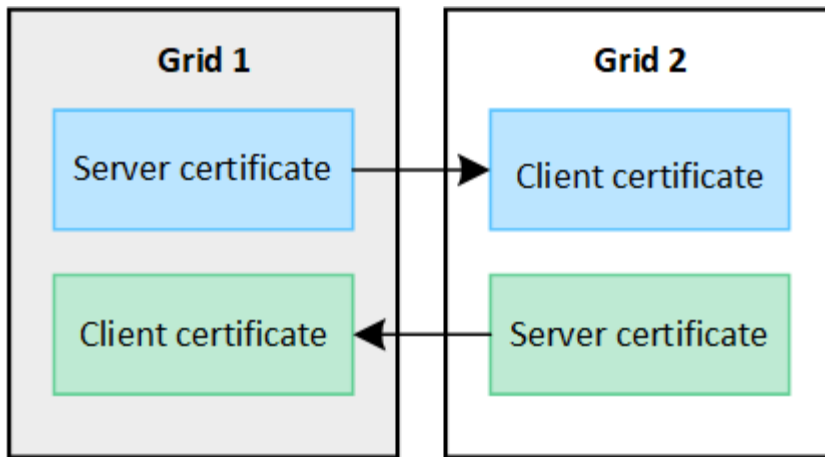 Grid 1
Server certificate
Client certificate
Grid 2
Client certificate
Server certificate